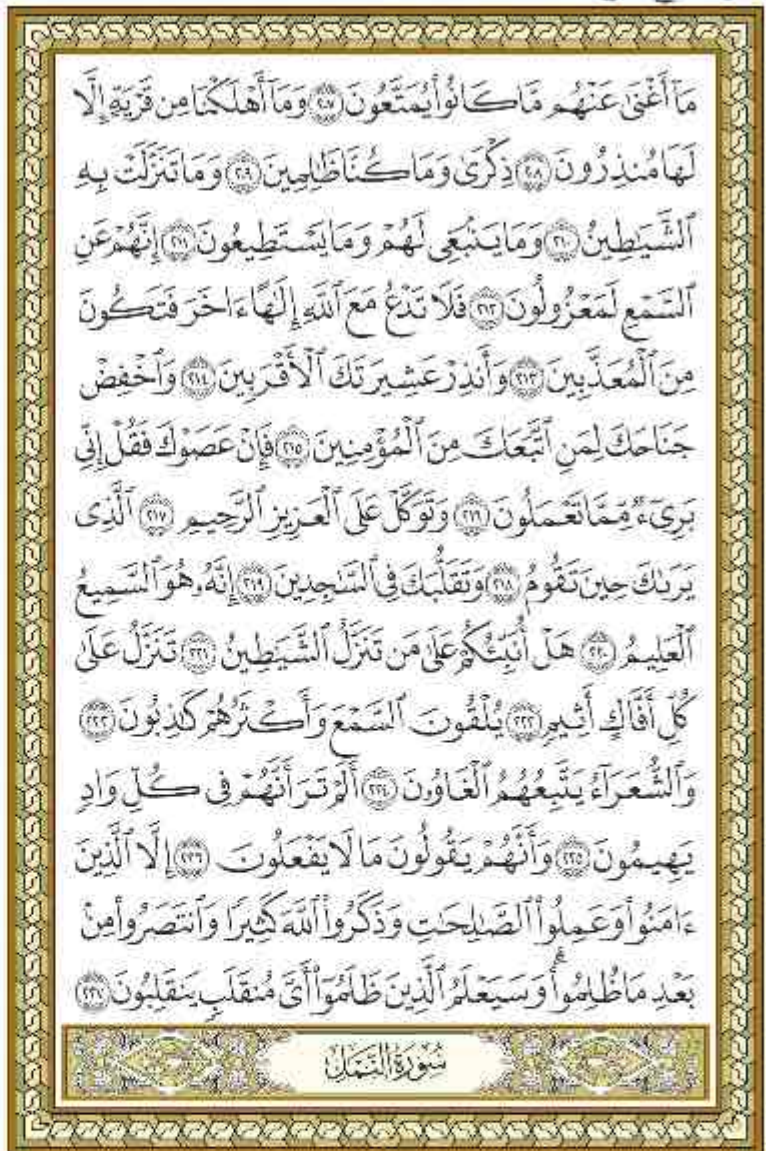 مَآ أَغْنَىٰ عَنْهُم مَّا كَانُوا۟ يُمَتَّعُونَ ٢٠٧ وَمَآ أَهْلَكْنَا مِن قَرْيَةٍ إِلَّا
لَهَا مُنذِرُونَ ٢٠٨ ذِكْرَىٰ وَمَا كُنَّا ظَٰلِمِينَ ٢٠٩ وَمَا تَنَزَّلَتْ بِهِ
ٱلشَّيَٰطِينُ ٢١٠ وَمَا يَنۢبَغِى لَهُمْ وَمَا يَسْتَطِيعُونَ ٢١١ إِنَّهُمْ عَنِ
ٱلسَّمْعِ لَمَعْزُولُونَ ٢١٢ فَلَا تَدْعُ مَعَ ٱللَّهِ إِلَٰهًا ءَاخَرَ فَتَكُونَ
مِنَ ٱلْمُعَذَّبِينَ ٢١٣ وَأَنذِرْ عَشِيرَتَكَ ٱلْأَقْرَبِينَ ٢١٤ وَٱخْفِضْ
جَنَاحَكَ لِمَنِ ٱتَّبَعَكَ مِنَ ٱلْمُؤْمِنِينَ ٢١٥ فَإِنْ عَصَوْكَ فَقُلْ إِنِّى
بَرِىٓءٌ مِّمَّا تَعْمَلُونَ ٢١٦ وَتَوَكَّلْ عَلَى ٱلْعَزِيزِ ٱلرَّحِيمِ ٢١٧ ٱلَّذِى
يَرَىٰكَ حِينَ تَقُومُ ٢١٨ وَتَقَلُّبَكَ فِى ٱلسَّٰجِدِينَ ٢١٩ إِنَّهُۥ هُوَ ٱلسَّمِيعُ
ٱلْعَلِيمُ ٢٢٠ هَلْ أُنَبِّئُكُمْ عَلَىٰ مَن تَنَزَّلُ ٱلشَّيَٰطِينُ ٢٢١ تَنَزَّلُ عَلَىٰ
كُلِّ أَفَّاكٍ أَثِيمٍ ٢٢٢ يُلْقُونَ ٱلسَّمْعَ وَأَكْثَرُهُمْ كَٰذِبُونَ ٢٢٣
وَٱلشُّعَرَآءُ يَتَّبِعُهُمُ ٱلْغَاوُۥنَ ٢٢٤ أَلَمْ تَرَ أَنَّهُمْ فِى كُلِّ وَادٍ
يَهِيمُونَ ٢٢٥ وَأَنَّهُمْ يَقُولُونَ مَا لَا يَفْعَلُونَ ٢٢٦ إِلَّا ٱلَّذِينَ
ءَامَنُوا۟ وَعَمِلُوا۟ ٱلصَّٰلِحَٰتِ وَذَكَرُوا۟ ٱللَّهَ كَثِيرًا وَٱنتَصَرُوا۟ مِنۢ
بَعْدِ مَا ظُلِمُوا۟ ۗ وَسَيَعْلَمُ ٱلَّذِينَ ظَلَمُوٓا۟ أَىَّ مُنقَلَبٍ يَنقَلِبُونَ ٢٢٧
سُورَةُ النَّمْلِ